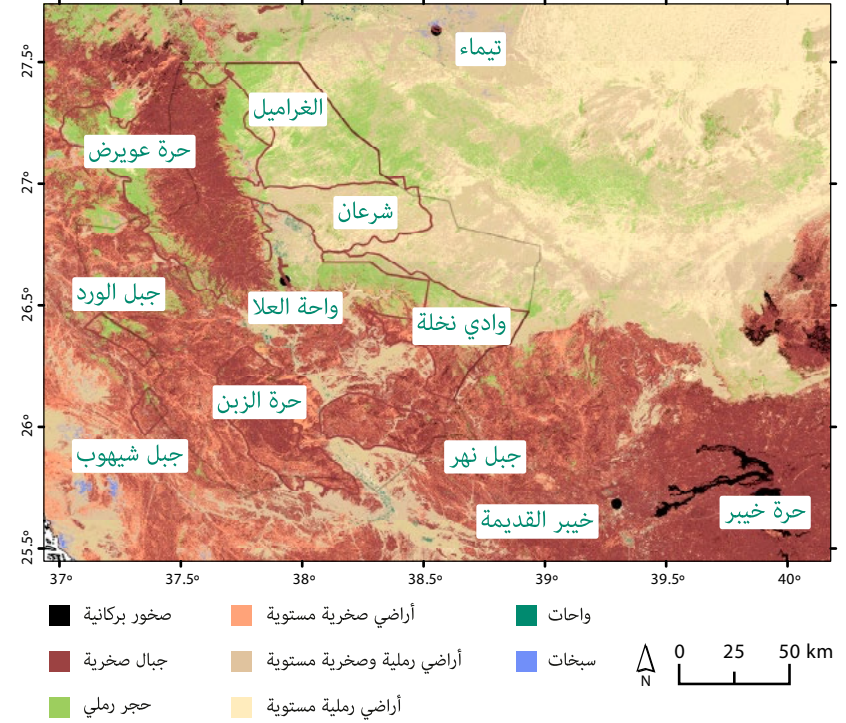 تيماء
27.5°
الغراميل
حرة عويرض
27°
شرعان
جبل الورد
واحة العلا
26.5°
وادي نخلة
حرة الزبن
26°
جبل شيهوب
جبل نهر
حرة خيبر
خيبر القديمة
25.5°
37° 37.5° 38° 38.5° 39° 39.5° 40°
صخور بركانية
أراضي صخرية مستوية
واحات
جبال صخرية
أراضي رملية وصخرية مستوية
سبخات
حجر رملي
أراضي رملية مستوية
N
0 25 50 km